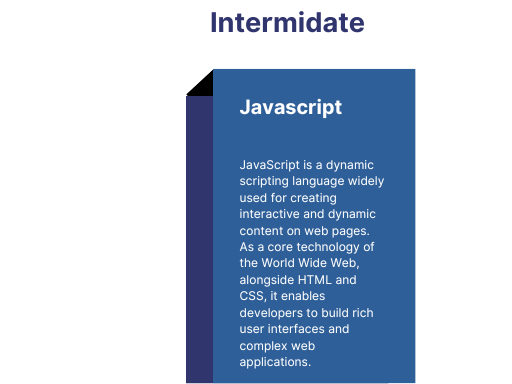 Intermidate
Javascript
JavaScript is a dynamic
scripting language widely
used for creating
interactive and dynamic
content on web pages.
As a core technology of
the World Wide Web,
alongside HTML and
CSS, it enables
developers to build rich
user interfaces and
complex web
applications.